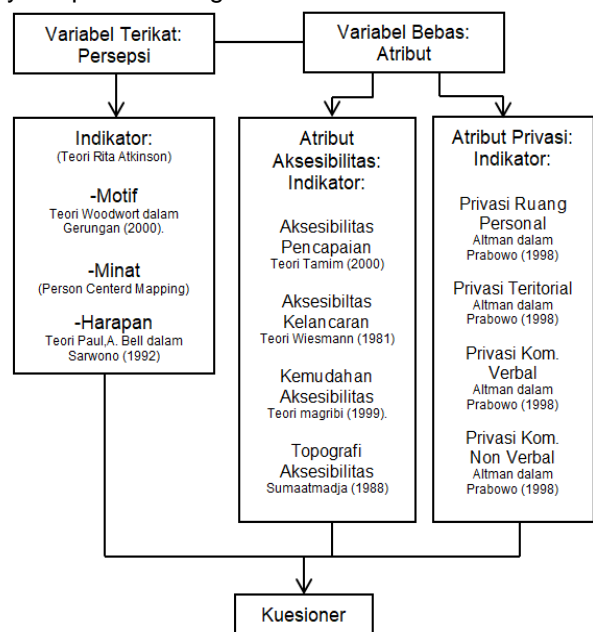 Variabel Terikat:
Persepsi
Variabel Bebas:
Atribut
Indikator:
(Teori Rita Atkinson)
-Motif
Teori Woodwort dalam
Gerungan (2000).
-Minat
(Person Centerd Mapping)
-Harapan
Teori Paul,A. Bell dalam
Sarwono (1992)
Atribut
Aksesibilitas:
Indikator:
Aksesibilitas
Pencapaian
Teori Tamim (2000)
Aksesibiltas
Kelancaran
Teori Wiesmann (1981)
Kemudahan
Aksesibilitas
Teori magribi (1999).
Topografi
Aksesibilitas
Sumaatmadja (1988)
Atribut Privasi:
Indikator:
Privasi Ruang
Personal
Altman dalam
Prabowo (1998)
Privasi Teritorial
Altman dalam
Prabowo (1998)
Privasi Kom.
Verbal
Altman dalam
Prabowo (1998)
Privasi Kom.
Non Verbal
Altman dalam
Prabowo (1998)
Kuesioner